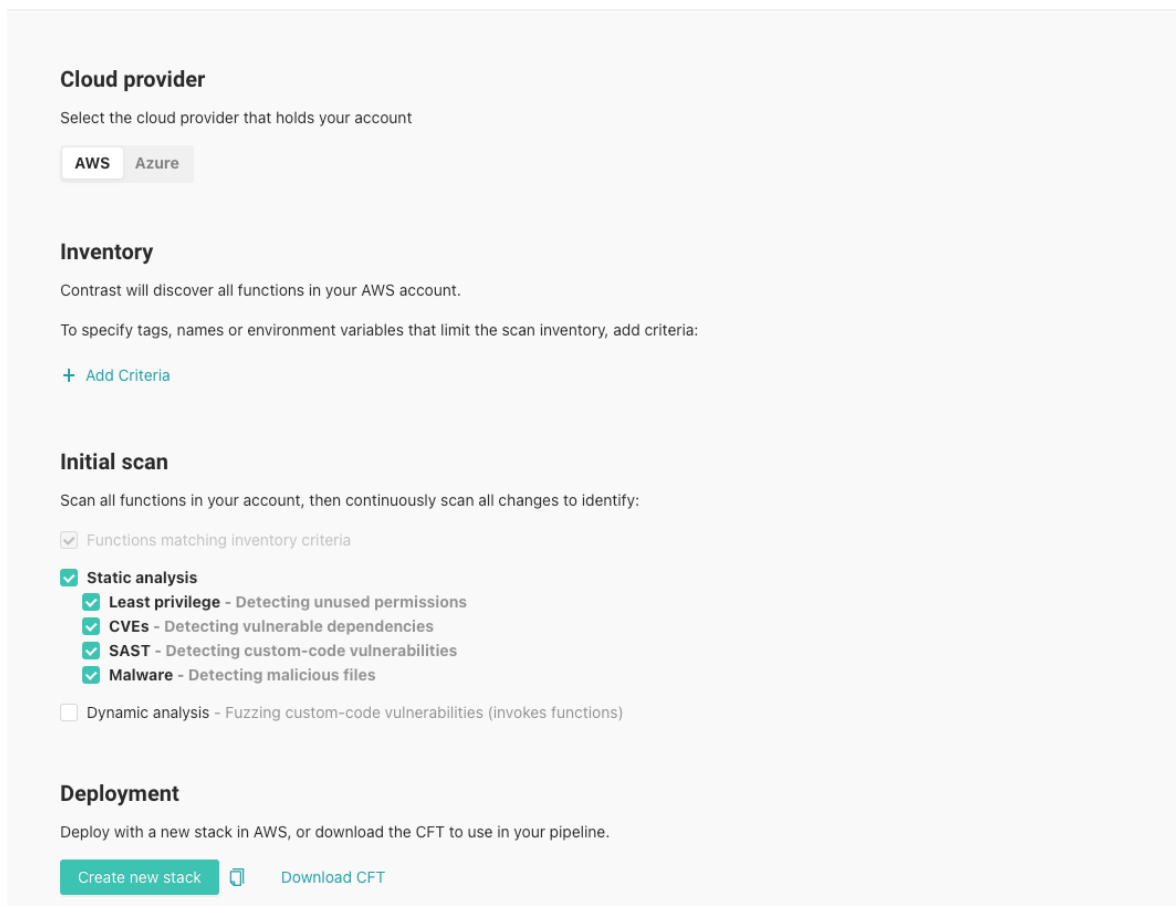 Cloud provider
Select the cloud provider that holds your account
AWS Azure
Inventory
Contrast will discover all functions in your AWS account.
To specify tags, names or environment variables that limit the scan inventory, add criteria:
+ Add Criteria
Initial scan
Scan all functions in your account, then continuously scan all changes to identify:
Functions matching inventory criteria
Static analysis
Least privilege - Detecting unused permissions
CVEs - Detecting vulnerable dependencies
SAST - Detecting custom-code vulnerabilities
Malware - Detecting malicious files
Dynamic analysis - Fuzzing custom-code vulnerabilities (invokes functions)
Deployment
Deploy with a new stack in AWS, or download the CFT to use in your pipeline.
Create new stack Download CFT